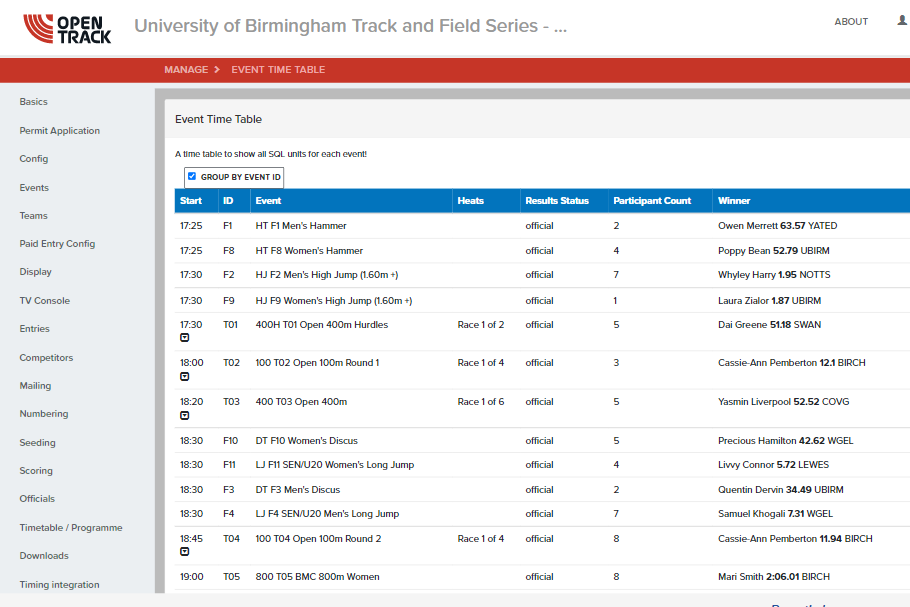 OPEN
TRACK
University of Birmingham Track and Field Series - ...
ABOUT
MANAGE > EVENT TIME TABLE
Basics
Permit Application
Config
Events
Teams
Paid Entry Config
Display
TV Console
Entries
Competitors
Mailing
Numbering
Seeding
Scoring
Officials
Timetable / Programme
Downloads
Timing integration
Event Time Table
A time table to show all SQL units for each event!
GROUP BY EVENT ID
Start ID Event Heats Results Status Participant Count Winner
17:25 F1 HT F1 Men's Hammer official 2 Owen Merrett 63.57 YATED
17:25 F8 HT F8 Women's Hammer official 4 Poppy Bean 52.79 UBIRM
17:30 F2 HJ F2 Men's High Jump (1.60m +) official 7 Whyley Harry 1.95 NOTTS
17:30 F9 HJ F9 Women's High Jump (1.60m +) official 1 Laura Zialor 1.87 UBIRM
17:30 T01 400H T01 Open 400m Hurdles Race 1 of 2 official 5 Dai Greene 51.18 SWAN
18:00 T02 100 T02 Open 100m Round 1 Race 1 of 4 official 3 Cassie-Ann Pemberton 12.1 BIRCH
18:20 T03 400 T03 Open 400m Race 1 of 6 official 5 Yasmin Liverpool 52.52 COVG
18:30 F10 DT F10 Women's Discus official 5 Precious Hamilton 42.62 WGEL
18:30 F11 LJ F11 SEN/U20 Women's Long Jump official 4 Livvy Connor 5.72 LEWES
18:30 F3 DT F3 Men's Discus official 2 Quentin Dervin 34.49 UBIRM
18:30 F4 LJ F4 SEN/U20 Men's Long Jump official 7 Samuel Khogali 7.31 WGEL
18:45 T04 100 T04 Open 100m Round 2 Race 1 of 4 official 8 Cassie-Ann Pemberton 11.94 BIRCH
19:00 T05 800 T05 BMC 800m Women official 8 Mari Smith 2:06.01 BIRCH